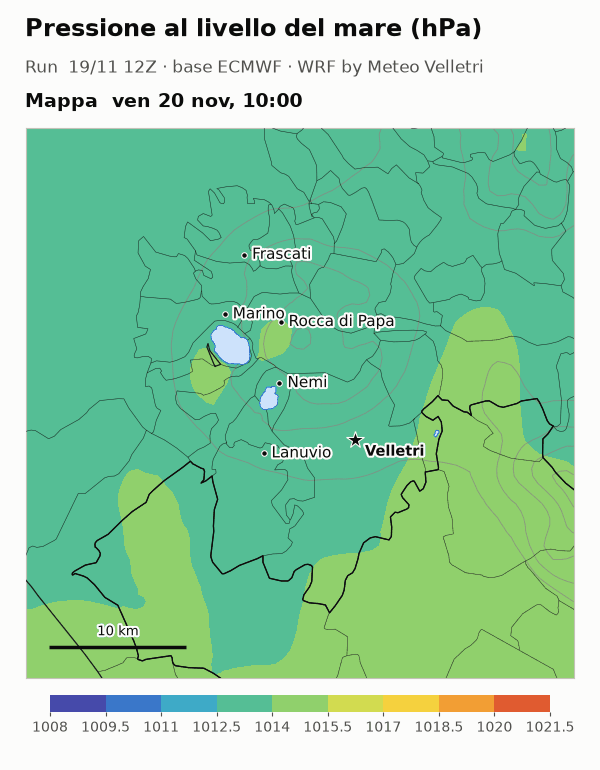 Pressione al livello del mare (hPa)
Run  19/11 12Z · base ECMWF · WRF by Meteo Velletri
Mappa  ven 20 nov, 10:00
Frascati
Marino
Rocca di Papa
Nemi
Velletri
Lanuvio
10 km
1008 1009.5 1011 1012.5 1014 1015.5 1017 1018.5 1020 1021.5